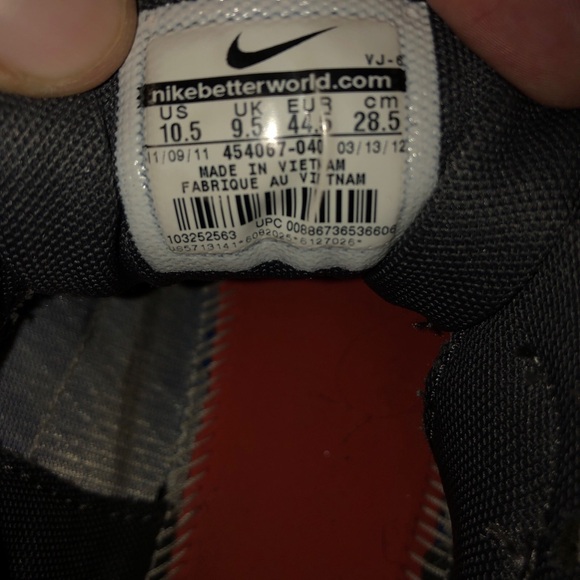 VJ-6
nikebetterworld.com
US UK EUR cm
10.5 9.5 44.5 28.5
11/09/11 454067-040 03/13/12
MADE IN VIETNAM
FABRIQUE AU VIETNAM
UPC 00886736536606
103252563